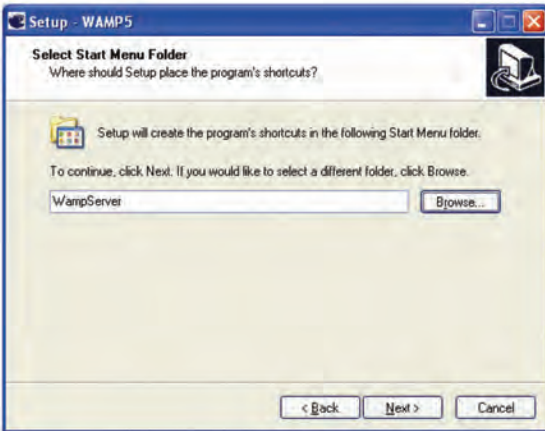 Setup - WAMP5
Select Start Menu Folder
Where should Setup place the program's shortcuts?
Setup will create the program's shortcuts in the following Start Menu folder.
To continue, click Next. If you would like to select a different folder, click Browse.
WampServer
Browse...
< Back
Next >
Cancel